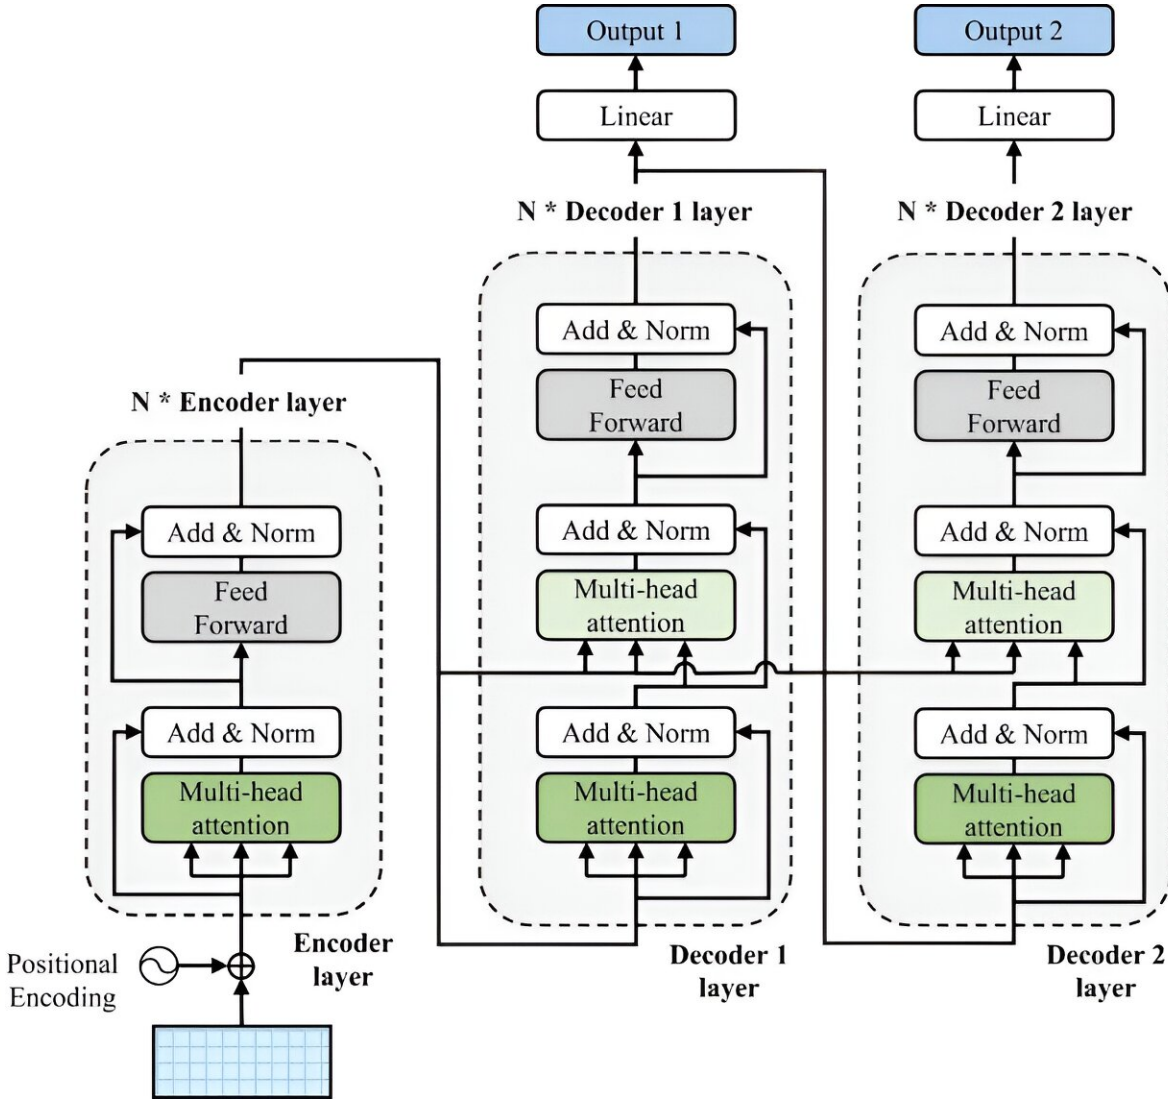 Output 1
Output 2
Linear
Linear
N * Decoder 1 layer
N * Decoder 2 layer
Add & Norm
Add & Norm
Feed
Forward
Feed
Forward
N * Encoder layer
Add & Norm
Add & Norm
Add & Norm
Multi-head
attention
Multi-head
attention
Feed
Forward
Add & Norm
Add & Norm
Add & Norm
Multi-head
attention
Multi-head
attention
Multi-head
attention
Encoder
layer
Decoder 1
layer
Decoder 2
layer
Positional
Encoding